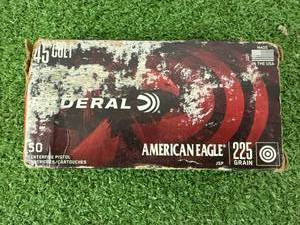 45 COLT
MADE
IN THE USA
DERAL
50
CENTERFIRE PISTOL
CARTRIDGES/CARTOUCHES
AMERICAN EAGLE
JSP
225
GRAIN